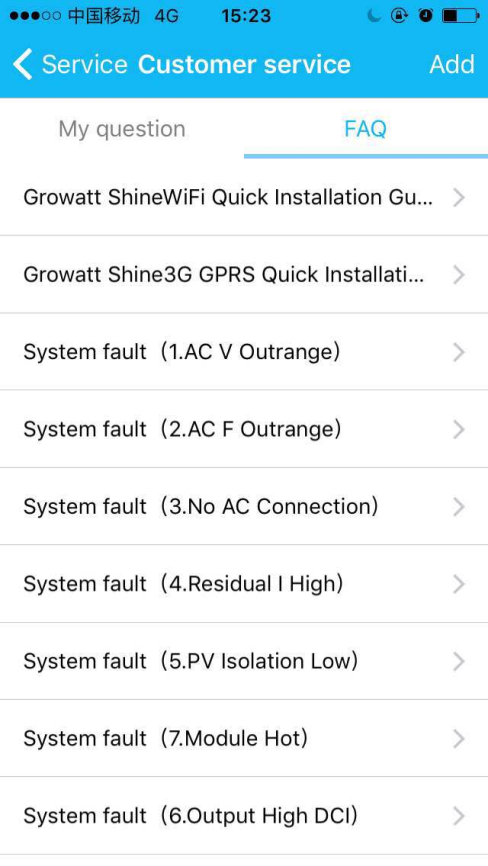 中国移动 4G 15:23
Service Customer service Add
My question FAQ
Growatt ShineWiFi Quick Installation Gu...
Growatt Shine3G GPRS Quick Installati...
System fault（1.AC V Outrange）
System fault（2.AC F Outrange）
System fault（3.No AC Connection）
System fault（4.Residual I High）
System fault（5.PV Isolation Low）
System fault（7.Module Hot）
System fault（6.Output High DCI）